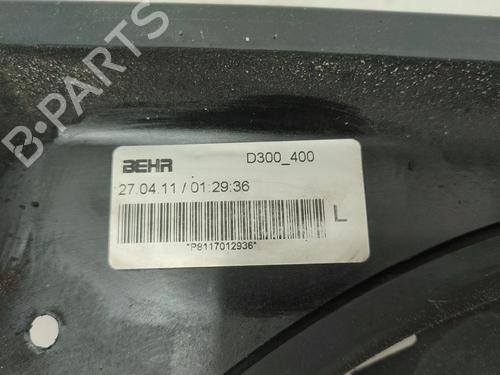 B-PARTS
BEHR D300_400
27.04.11 / 01:29:36
L
*P8117012936*